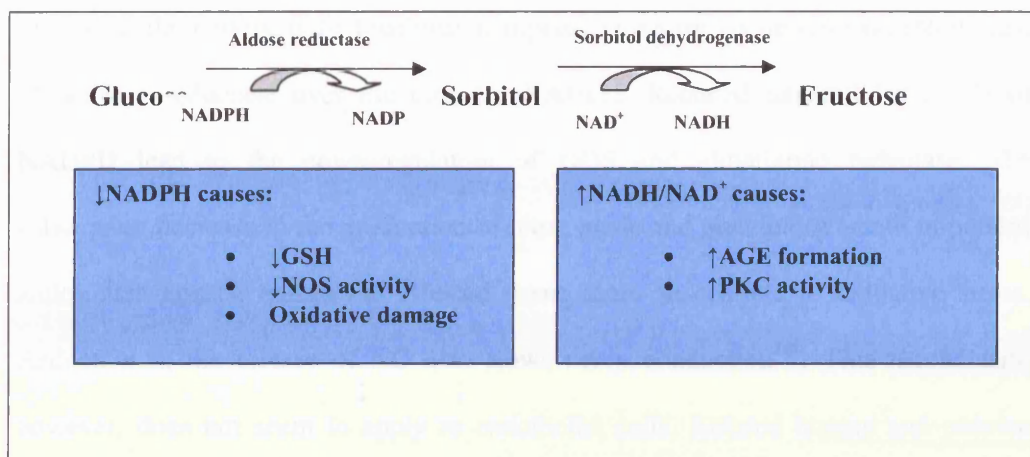 Aldose reductase
Sorbitol dehydrogenase
Gluco
Sorbitol
Fructose
NADPH
NADP
NAD⁺
NADH
↓NADPH causes:
• ↓GSH
• ↓NOS activity
• Oxidative damage
↑NADH/NAD⁺ causes:
• ↑AGE formation
• ↑PKC activity